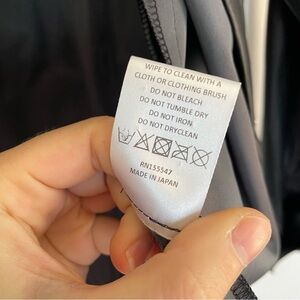 WIPE TO CLEAN WITH A
CLOTH OR CLOTHING BRUSH
DO NOT BLEACH
DO NOT TUMBLE DRY
DO NOT IRON
DO NOT DRYCLEAN
RN155547
MADE IN JAPAN